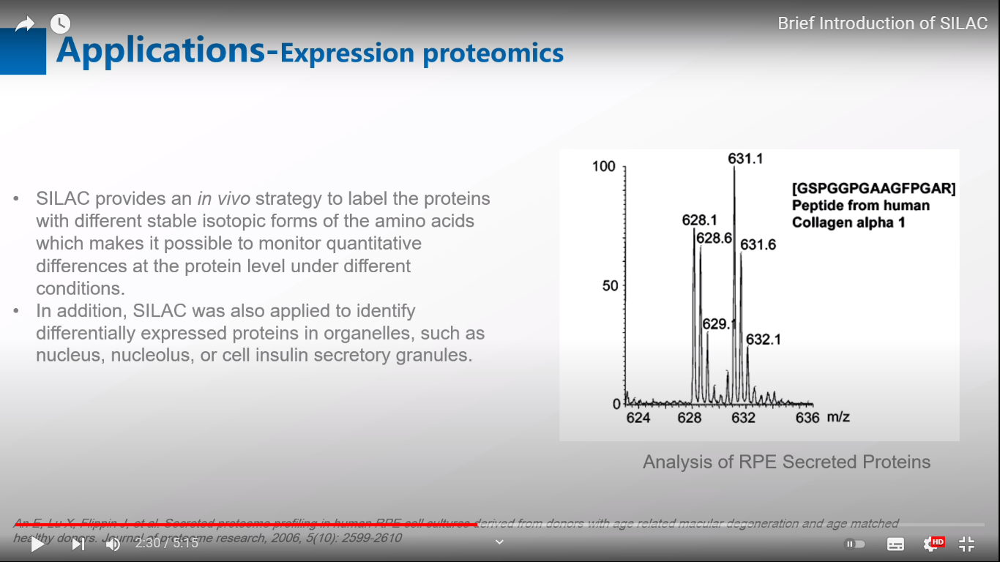 Brief Introduction of SILAC
Applications-Expression proteomics
• SILAC provides an in vivo strategy to label the proteins
with different stable isotopic forms of the amino acids
which makes it possible to monitor quantitative
differences at the protein level under different
conditions.
• In addition, SILAC was also applied to identify
differentially expressed proteins in organelles, such as
nucleus, nucleolus, or cell insulin secretory granules.
631.1
100
[GSPGGPGAAGFPGAR]
Peptide from human
Collagen alpha 1
628.1
628.6
631.6
50
629.1
632.1
0
624 628 632 636 m/z
Analysis of RPE Secreted Proteins
An E, Lu X, Flippin J, et al. Secreted proteome profiling in human RPE cell cultures derived from donors with age related macular degeneration and age matched
healthy donors. Journal of proteome research, 2006, 5(10): 2599-2610
2:30 / 5:15
HD